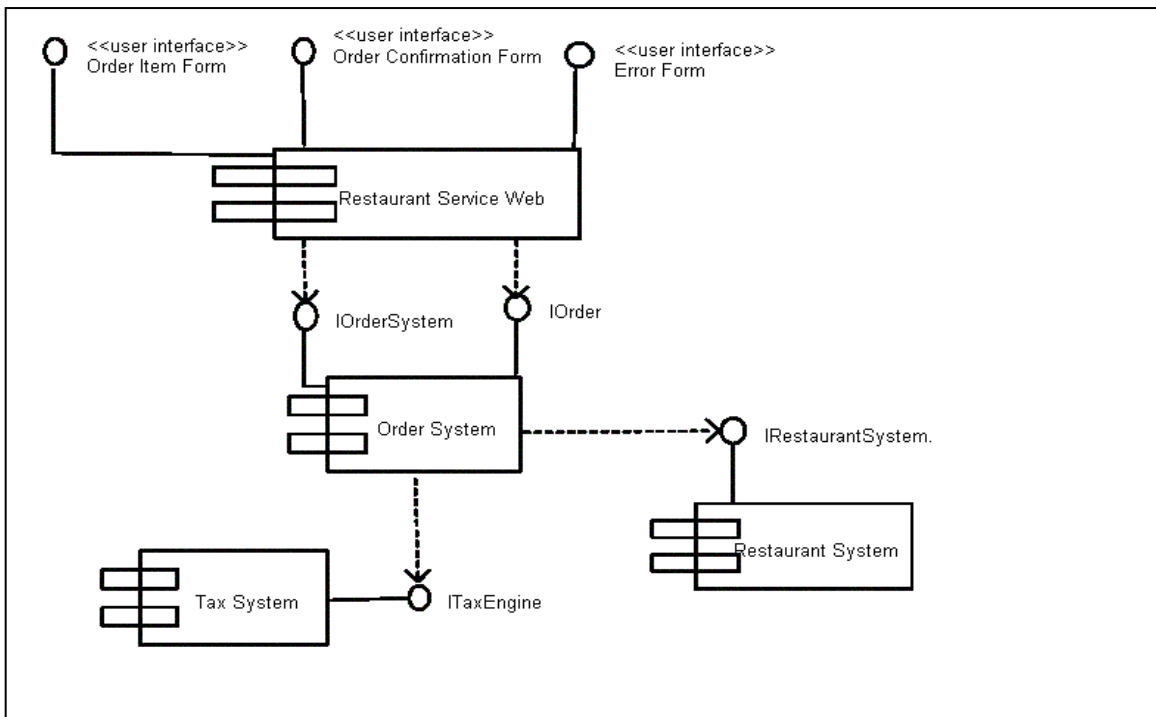 <<user interface>>
Order Item Form
<<user interface>>
Order Confirmation Form
<<user interface>>
Error Form
Restaurant Service Web
IOrderSystem
IOrder
Order System
IRestaurantSystem.
Restaurant System
Tax System
ITaxEngine